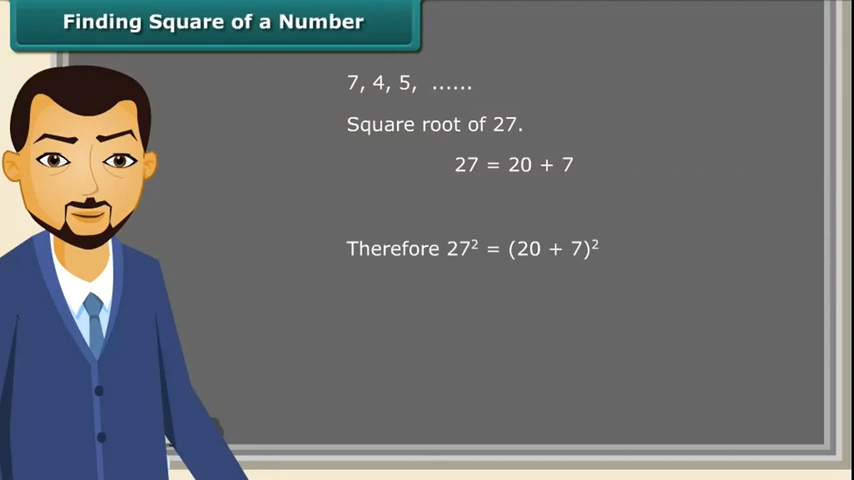 Finding Square of a Number
7, 4, 5, ......
Square root of 27.
27 = 20 + 7
Therefore 27² = (20 + 7)²